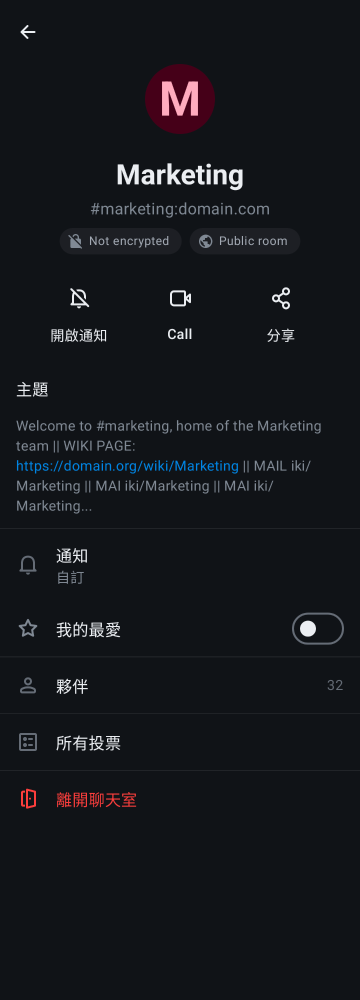 M
Marketing
#marketing:domain.com
Not encrypted
Public room
開啟通知
Call
分享
主題
Welcome to #marketing, home of the Marketing
team || WIKI PAGE:
https://domain.org/wiki/Marketing || MAIL iki/
Marketing || MAI iki/Marketing || MAI iki/
Marketing...
通知
自訂
我的最愛
夥伴
32
所有投票
離開聊天室